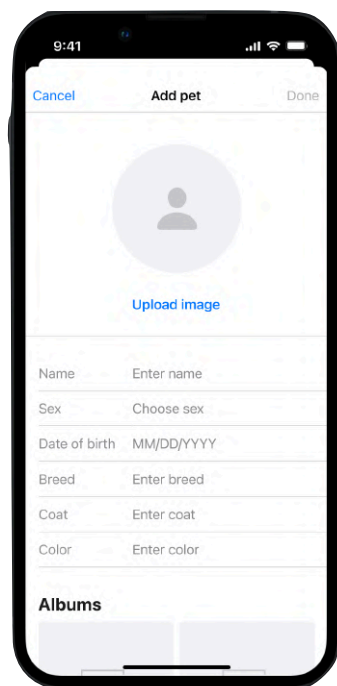 9:41
Cancel Add pet Done
Upload image
Name Enter name
Sex Choose sex
Date of birth MM/DD/YYYY
Breed Enter breed
Coat Enter coat
Color Enter color
Albums